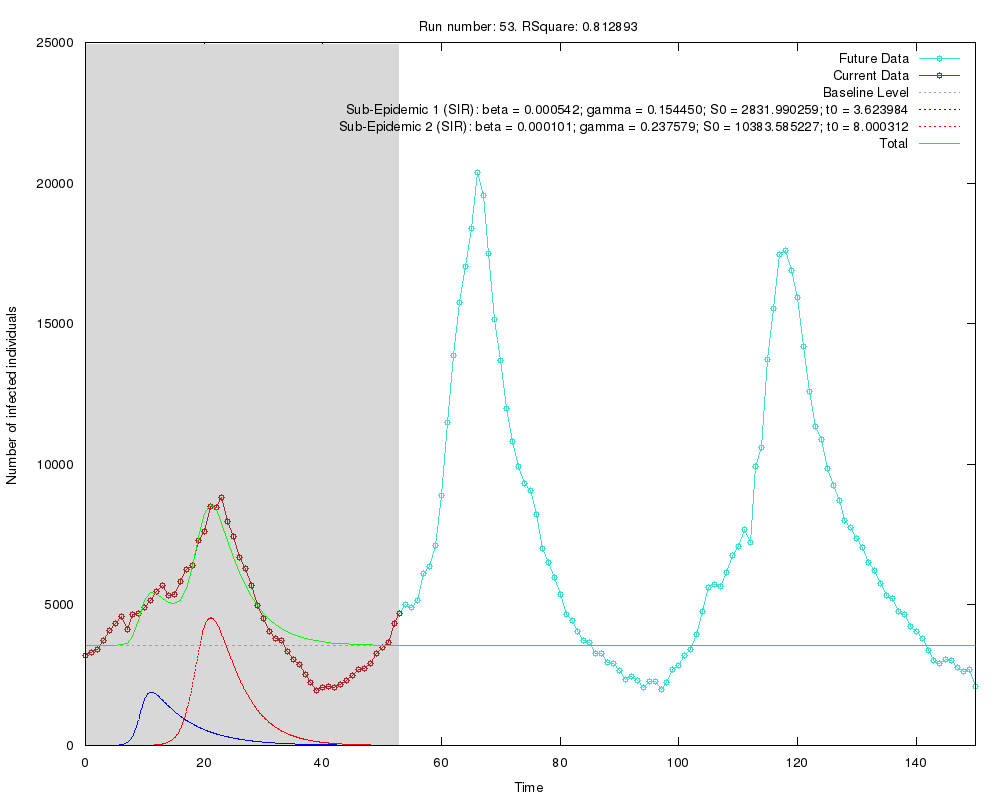 Run number: 53. RSquare: 0.812893
Future Data
Current Data
Baseline Level
Sub-Epidemic 1 (SIR): beta = 0.000542; gamma = 0.154450; S0 = 2831.990259; t0 = 3.623984
Sub-Epidemic 2 (SIR): beta = 0.000101; gamma = 0.237579; S0 = 10383.585227; t0 = 8.000312
Total
25000
20000
15000
10000
5000
0
Number of infected individuals
0 20 40 60 80 100 120 140
Time